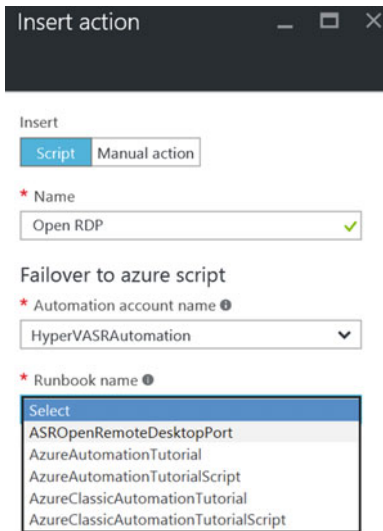 Insert action
Insert
Script Manual action
* Name
Open RDP
Failover to azure script
* Automation account name
HyperVASRAutomation
* Runbook name
Select
ASROpenRemoteDesktopPort
AzureAutomationTutorial
AzureAutomationTutorialScript
AzureClassicAutomationTutorial
AzureClassicAutomationTutorialScript